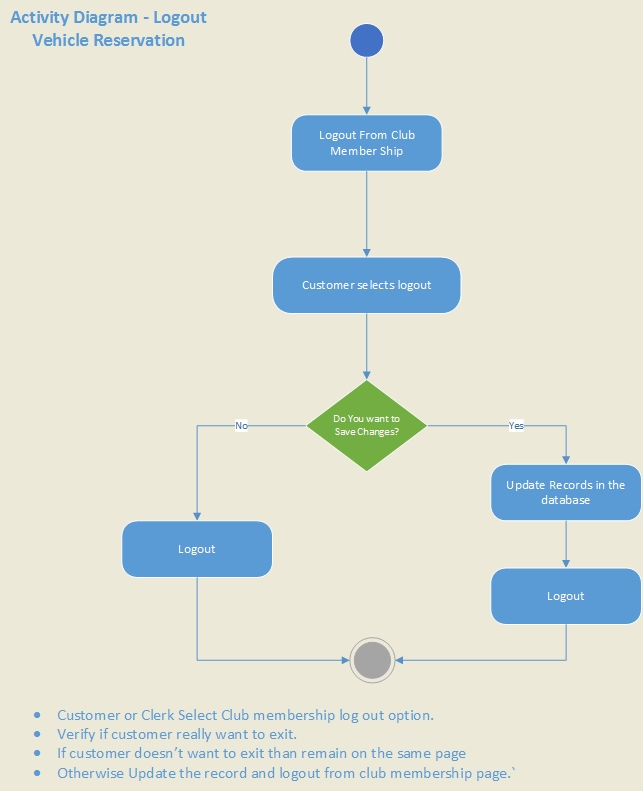 Activity Diagram - Logout
Vehicle Reservation
Logout From Club
Member Ship
Customer selects logout
Do You want to
Save Changes?
No
Yes
Update Records in the
database
Logout
Logout
• Customer or Clerk Select Club membership log out option.
• Verify if customer really want to exit.
• If customer doesn't want to exit than remain on the same page
• Otherwise Update the record and logout from club membership page.`